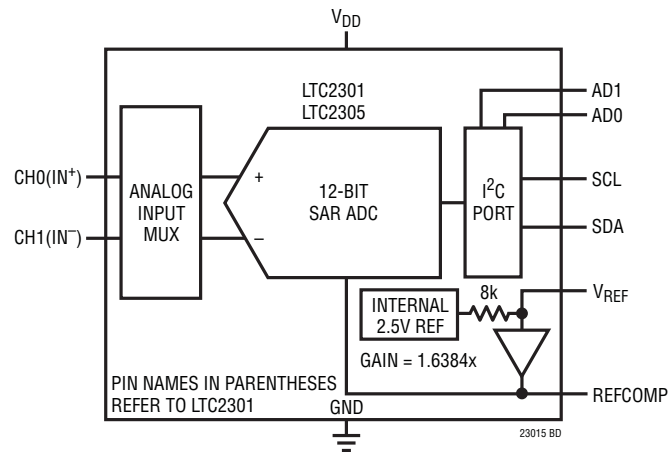 V_DD
LTC2301
LTC2305
AD1
AD0
CH0(IN⁺)
CH1(IN⁻)
ANALOG
INPUT
MUX
+
–
12-BIT
SAR ADC
I²C
PORT
SCL
SDA
INTERNAL
2.5V REF
8k
V_REF
GAIN = 1.6384x
PIN NAMES IN PARENTHESES
REFER TO LTC2301
GND
REFCOMP
23015 BD